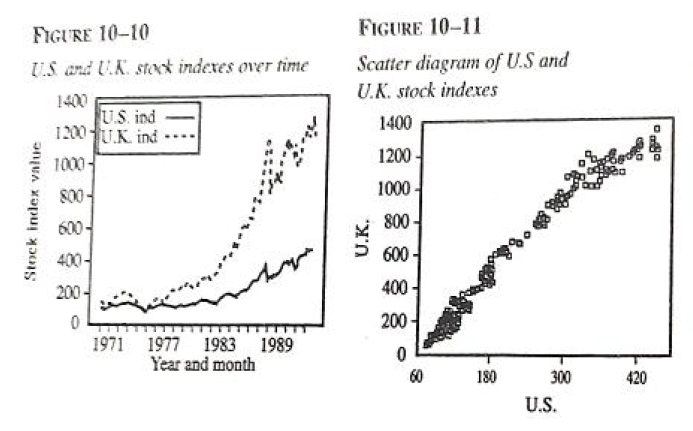 FIGURE 10–10
U.S. and U.K. stock indexes over time
1400
1200
1000
800
600
400
200
0
Stock index value
U.S. ind
U.K. ind
1971 1977 1983 1989
Year and month
FIGURE 10–11
Scatter diagram of U.S and
U.K. stock indexes
1400
1200
1000
800
600
400
200
0
U.K.
60 180 300 420
U.S.